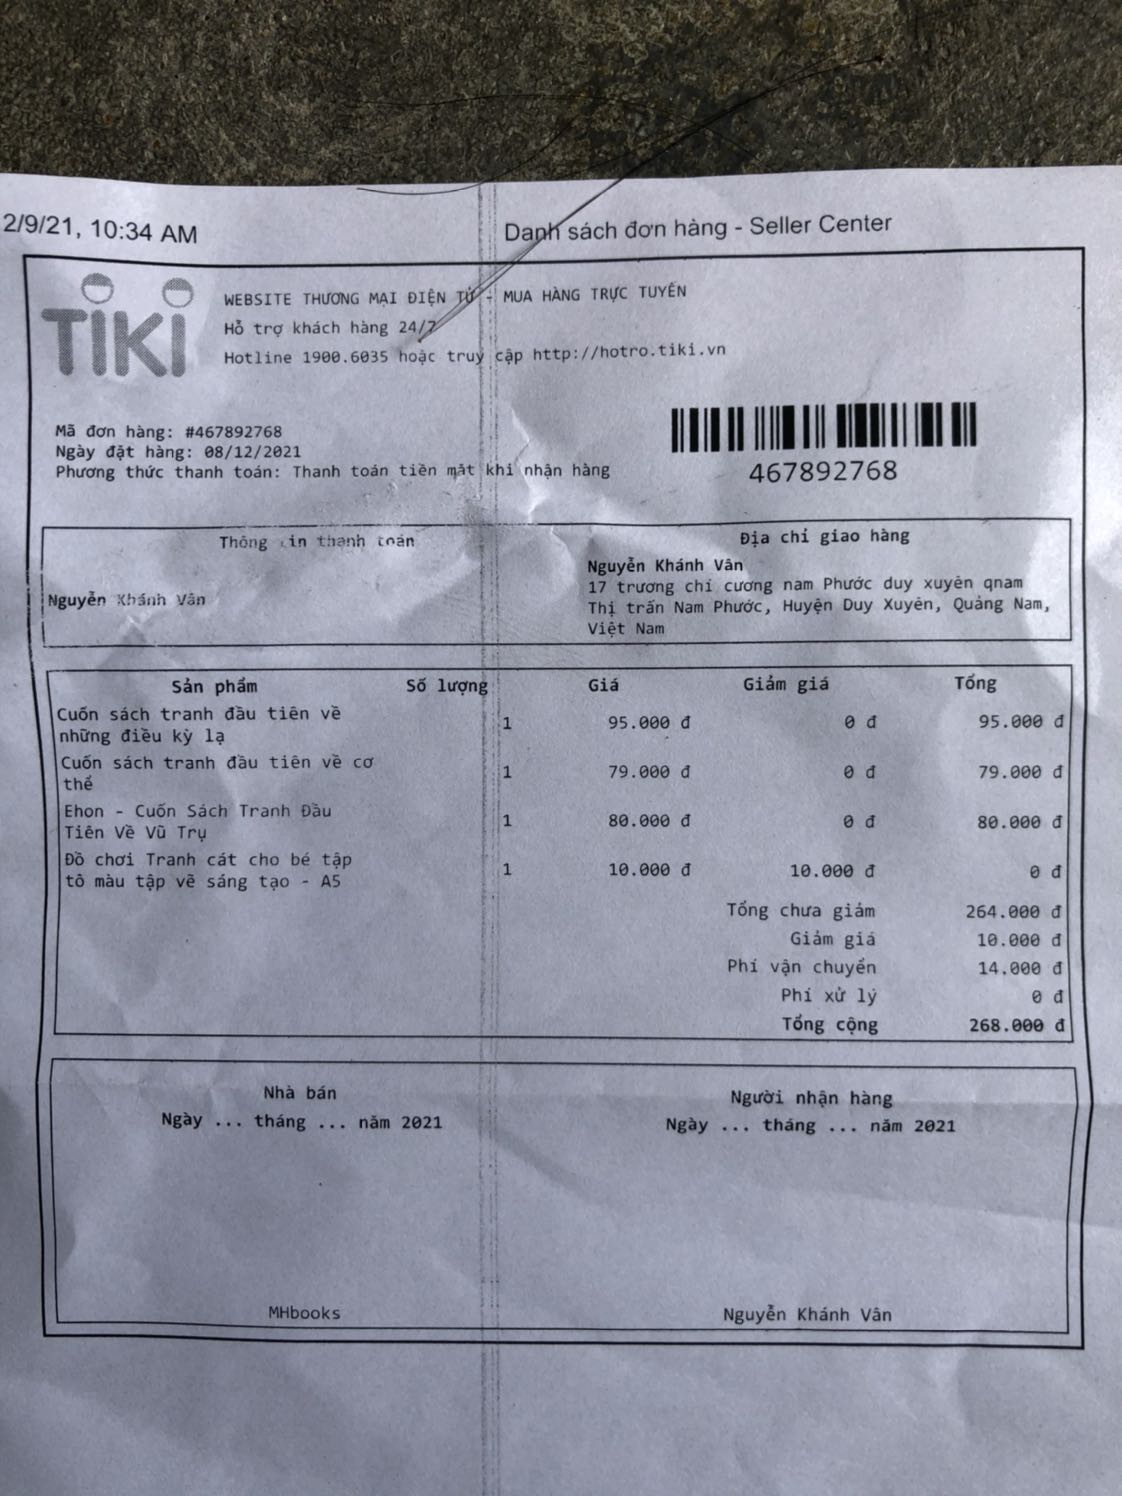 2/9/21, 10:34 AM
Danh sách đơn hàng - Seller Center
TIKI
WEBSITE THƯƠNG MẠI ĐIỆN TỬ - MUA HÀNG TRỰC TUYẾN
Hỗ trợ khách hàng 24/7
Hotline 1900.6035 hoặc truy cập http://hotro.tiki.vn
Mã đơn hàng: #467892768
Ngày đặt hàng: 08/12/2021
Phương thức thanh toán: Thanh toán tiền mặt khi nhận hàng
467892768
Thông tin thanh toán
Nguyễn Khánh Vân
Địa chỉ giao hàng
Nguyễn Khánh Vân
17 trương chí cương nam Phước duy xuyên qnam
Thị trấn Nam Phước, Huyện Duy Xuyên, Quảng Nam,
Việt Nam
Sản phẩm Số lượng Giá Giảm giá Tổng
Cuốn sách tranh đầu tiên về
những điều kỳ lạ 1 95.000 đ 0 đ 95.000 đ
Cuốn sách tranh đầu tiên về cơ
thể 1 79.000 đ 0 đ 79.000 đ
Ehon - Cuốn Sách Tranh Đầu
Tiên Về Vũ Trụ 1 80.000 đ 0 đ 80.000 đ
Đồ chơi Tranh cát cho bé tập
tô màu tập vẽ sáng tạo - A5 1 10.000 đ 10.000 đ 0 đ
Tổng chưa giảm 264.000 đ
Giảm giá 10.000 đ
Phí vận chuyển 14.000 đ
Phí xử lý 0 đ
Tổng cộng 268.000 đ
Nhà bán
Ngày ... tháng ... năm 2021
MHbooks
Người nhận hàng
Ngày ... tháng ... năm 2021
Nguyễn Khánh Vân